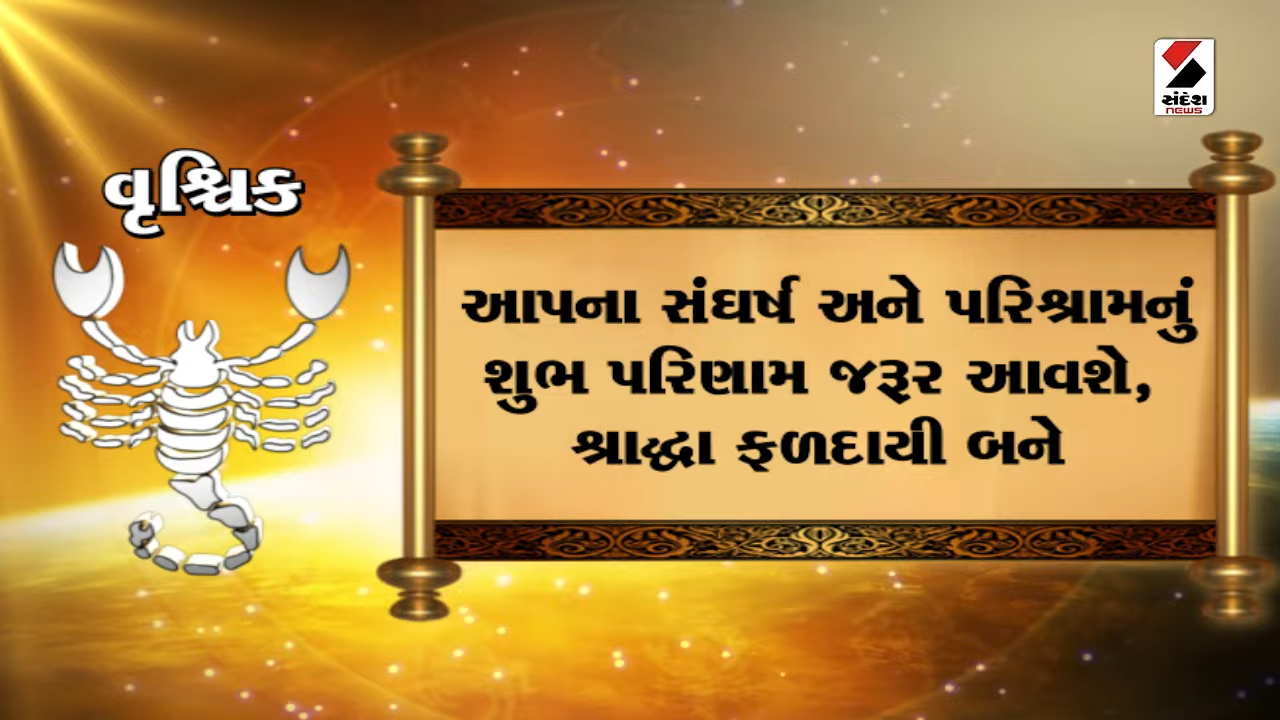 સંદેશ
NEWS
વૃશ્ચિક
આપના સંઘર્ષ અને પરિશ્રામનું
શુભ પરિણામ જરૂર આવશે,
શ્રાદ્ધા ફળદાયી બને